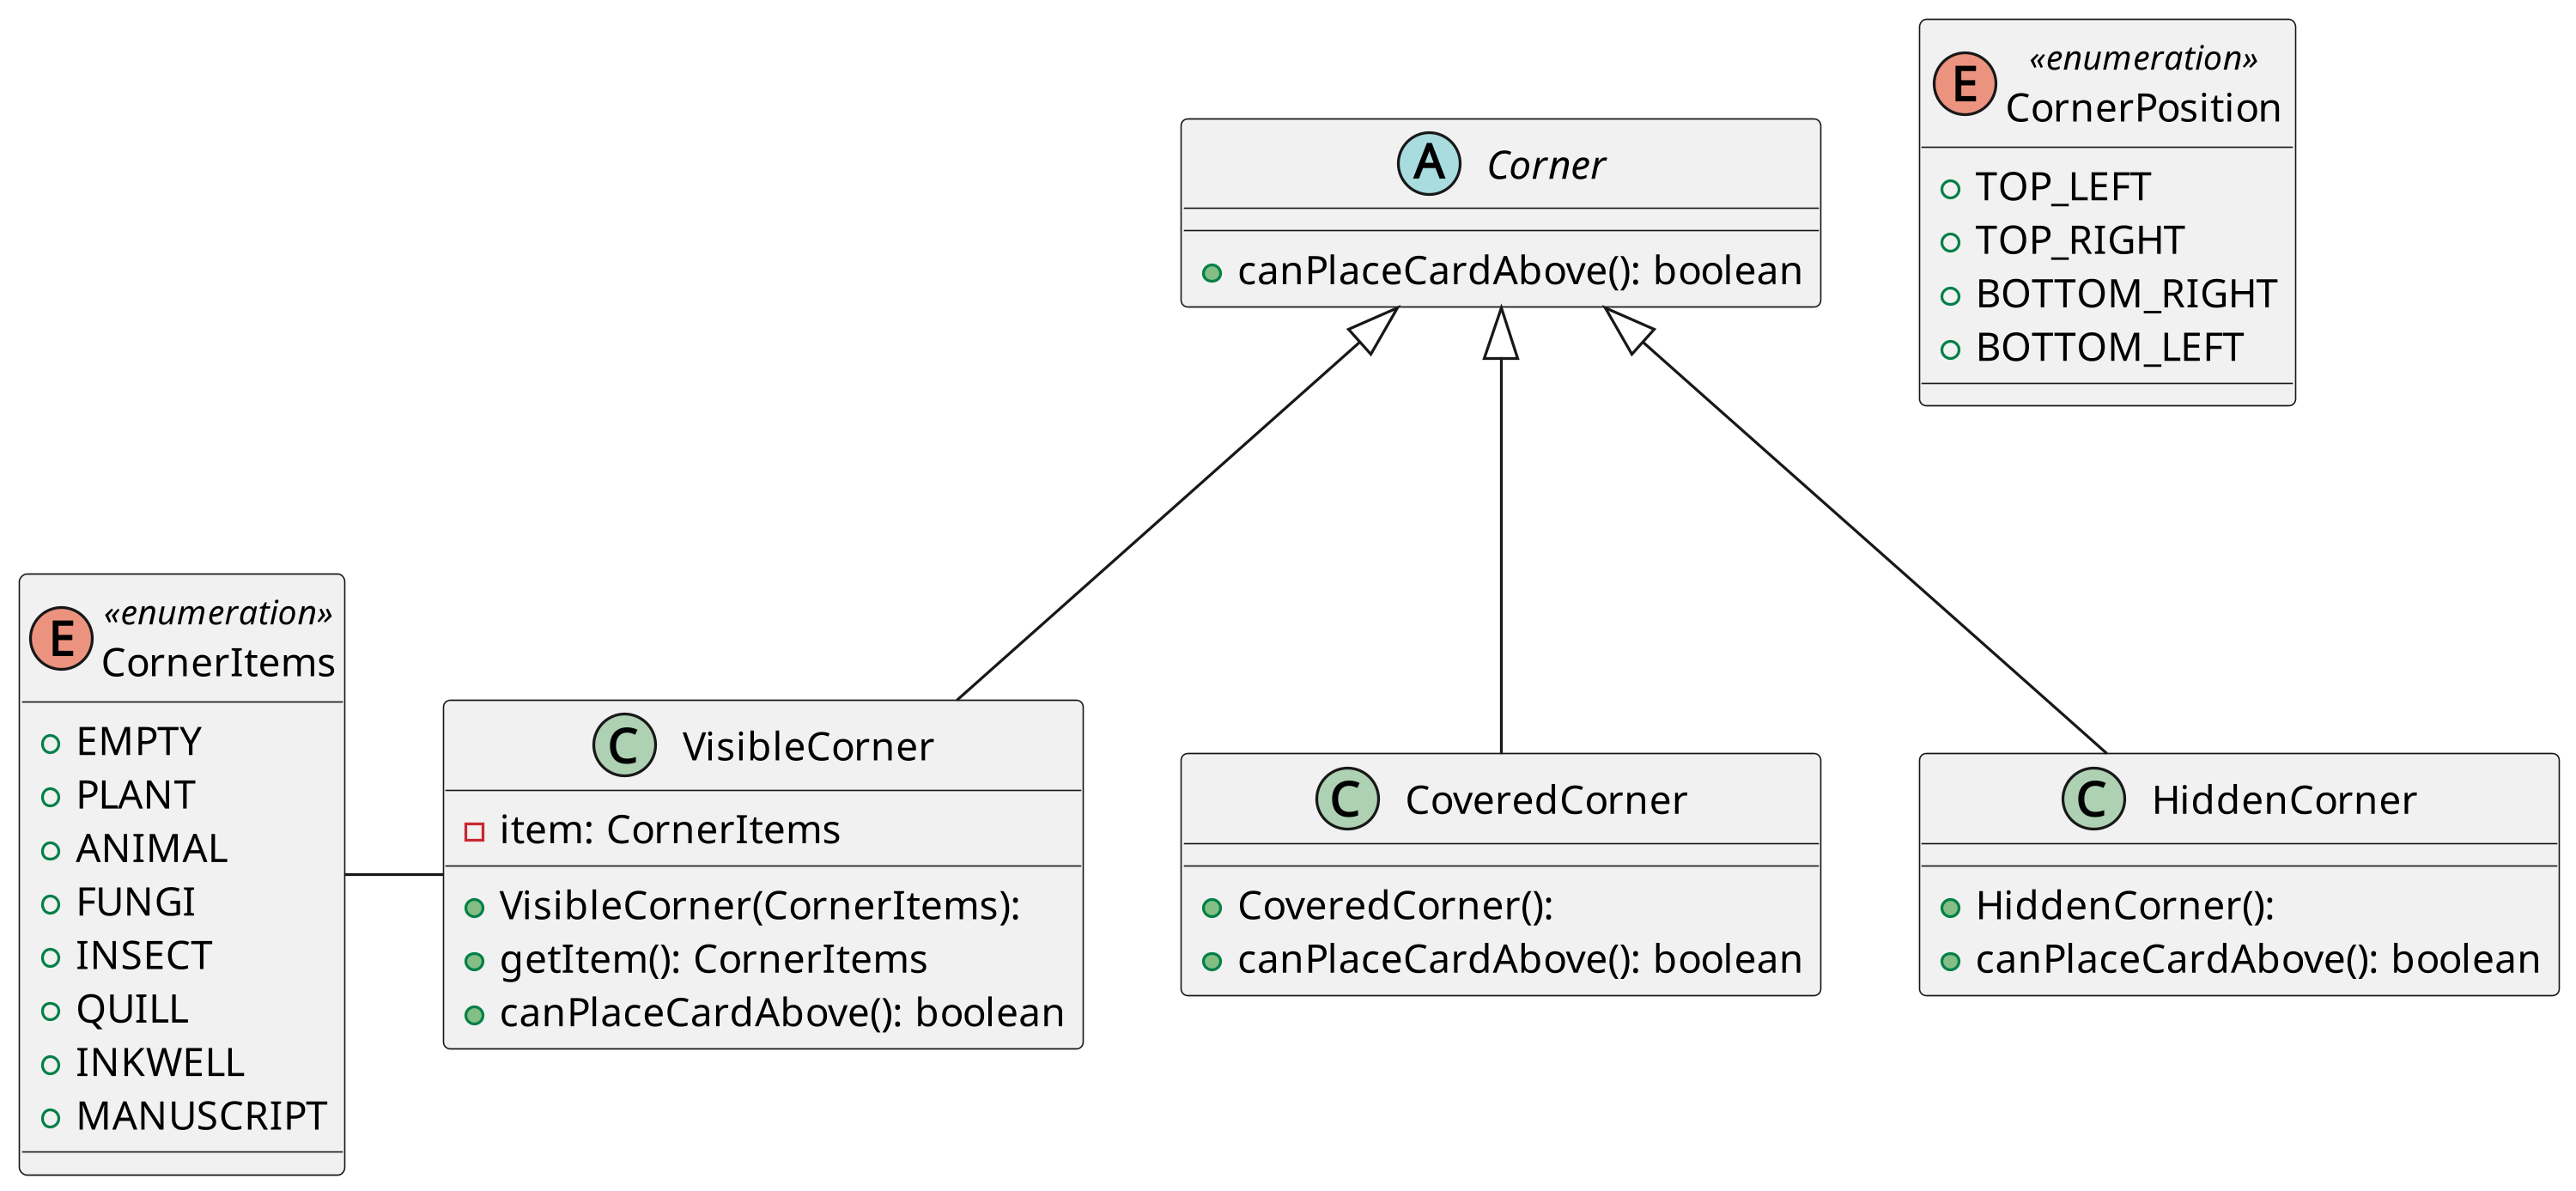 A Corner
canPlaceCardAbove(): boolean
E «enumeration»
CornerPosition
TOP_LEFT
TOP_RIGHT
BOTTOM_RIGHT
BOTTOM_LEFT
E «enumeration»
CornerItems
EMPTY
PLANT
ANIMAL
FUNGI
INSECT
QUILL
INKWELL
MANUSCRIPT
C VisibleCorner
item: CornerItems
VisibleCorner(CornerItems):
getItem(): CornerItems
canPlaceCardAbove(): boolean
C CoveredCorner
CoveredCorner():
canPlaceCardAbove(): boolean
C HiddenCorner
HiddenCorner():
canPlaceCardAbove(): boolean